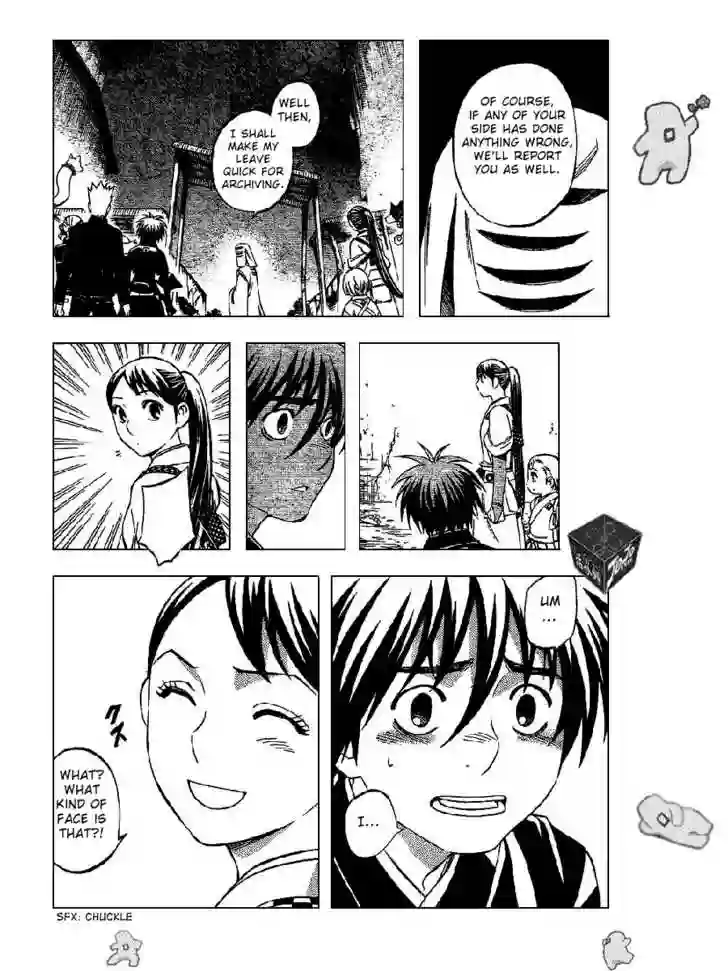 OF COURSE,
IF ANY OF YOUR
SIDE HAS DONE
ANYTHING WRONG,
WE'LL REPORT
YOU AS WELL.
WELL
THEN,
I SHALL
MAKE MY
LEAVE
QUICK FOR
ARCHIVING.
UM
...
I...
クス
WHAT?
WHAT
KIND OF
FACE IS
THAT?!
SFX: CHUCKLE